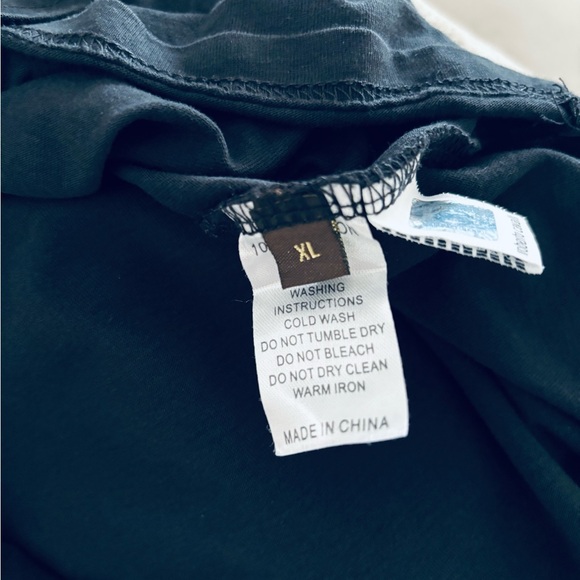 XL
WASHING
INSTRUCTIONS
COLD WASH
DO NOT TUMBLE DRY
DO NOT BLEACH
DO NOT DRY CLEAN
WARM IRON
MADE IN CHINA